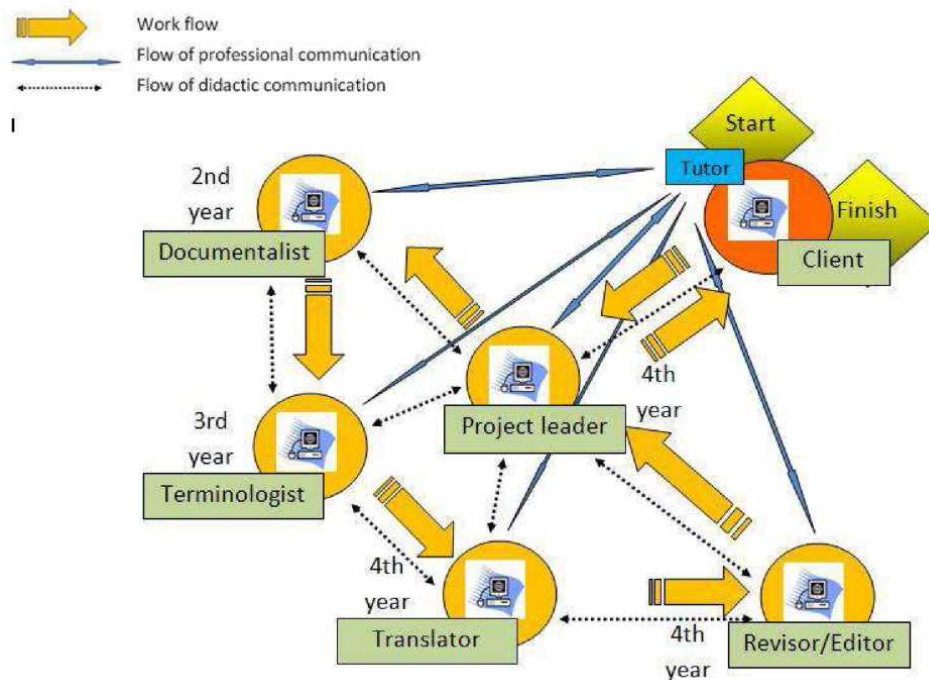 Work flow
Flow of professional communication
Flow of didactic communication
I
Start
Tutor
2nd
year
Finish
Documentalist
Client
4th
year
3rd
year
Project leader
Terminologist
4th
year
Translator
4th
year
Revisor/Editor